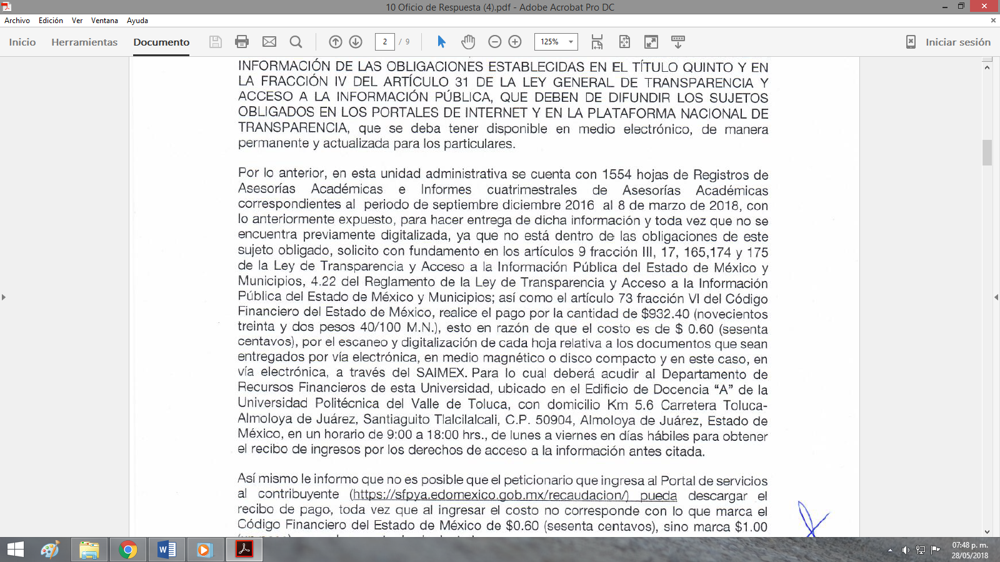 10 Oficio de Respuesta (4).pdf - Adobe Acrobat Pro DC
Archivo Edición Ver Ventana Ayuda
Inicio Herramientas Documento 2 / 9 125% Iniciar sesión
INFORMACIÓN DE LAS OBLIGACIONES ESTABLECIDAS EN EL TÍTULO QUINTO Y EN
LA FRACCIÓN IV DEL ARTÍCULO 31 DE LA LEY GENERAL DE TRANSPARENCIA Y
ACCESO A LA INFORMACIÓN PÚBLICA, QUE DEBEN DE DIFUNDIR LOS SUJETOS
OBLIGADOS EN LOS PORTALES DE INTERNET Y EN LA PLATAFORMA NACIONAL DE
TRANSPARENCIA, que se deba tener disponible en medio electrónico, de manera
permanente y actualizada para los particulares.
Por lo anterior, en esta unidad administrativa se cuenta con 1554 hojas de Registros de
Asesorías Académicas e Informes cuatrimestrales de Asesorías Académicas
correspondientes al periodo de septiembre diciembre 2016 al 8 de marzo de 2018, con
lo anteriormente expuesto, para hacer entrega de dicha información y toda vez que no se
encuentra previamente digitalizada, ya que no está dentro de las obligaciones de este
sujeto obligado, solicito con fundamento en los artículos 9 fracción III, 17, 165,174 y 175
de la Ley de Transparencia y Acceso a la Información Pública del Estado de México y
Municipios, 4.22 del Reglamento de la Ley de Transparencia y Acceso a la Información
Pública del Estado de México y Municipios; así como el artículo 73 fracción VI del Código
Financiero del Estado de México, realice el pago por la cantidad de $932.40 (novecientos
treinta y dos pesos 40/100 M.N.), esto en razón de que el costo es de $ 0.60 (sesenta
centavos), por el escaneo y digitalización de cada hoja relativa a los documentos que sean
entregados por vía electrónica, en medio magnético o disco compacto y en este caso, en
vía electrónica, a través del SAIMEX. Para lo cual deberá acudir al Departamento de
Recursos Financieros de esta Universidad, ubicado en el Edificio de Docencia “A” de la
Universidad Politécnica del Valle de Toluca, con domicilio Km 5.6 Carretera Toluca-
Almoloya de Juárez, Santiaguito Tlalcilalcali, C.P. 50904, Almoloya de Juárez, Estado de
México, en un horario de 9:00 a 18:00 hrs., de lunes a viernes en días hábiles para obtener
el recibo de ingresos por los derechos de acceso a la información antes citada.
Así mismo le informo que no es posible que el peticionario que ingresa al Portal de servicios
al contribuyente (https://sfpya.edomexico.gob.mx/recaudacion/) pueda descargar el
recibo de pago, toda vez que al ingresar el costo no corresponde con lo que marca el
Código Financiero del Estado de México de $0.60 (sesenta centavos), sino marca $1.00
07:48 p. m.
28/05/2018